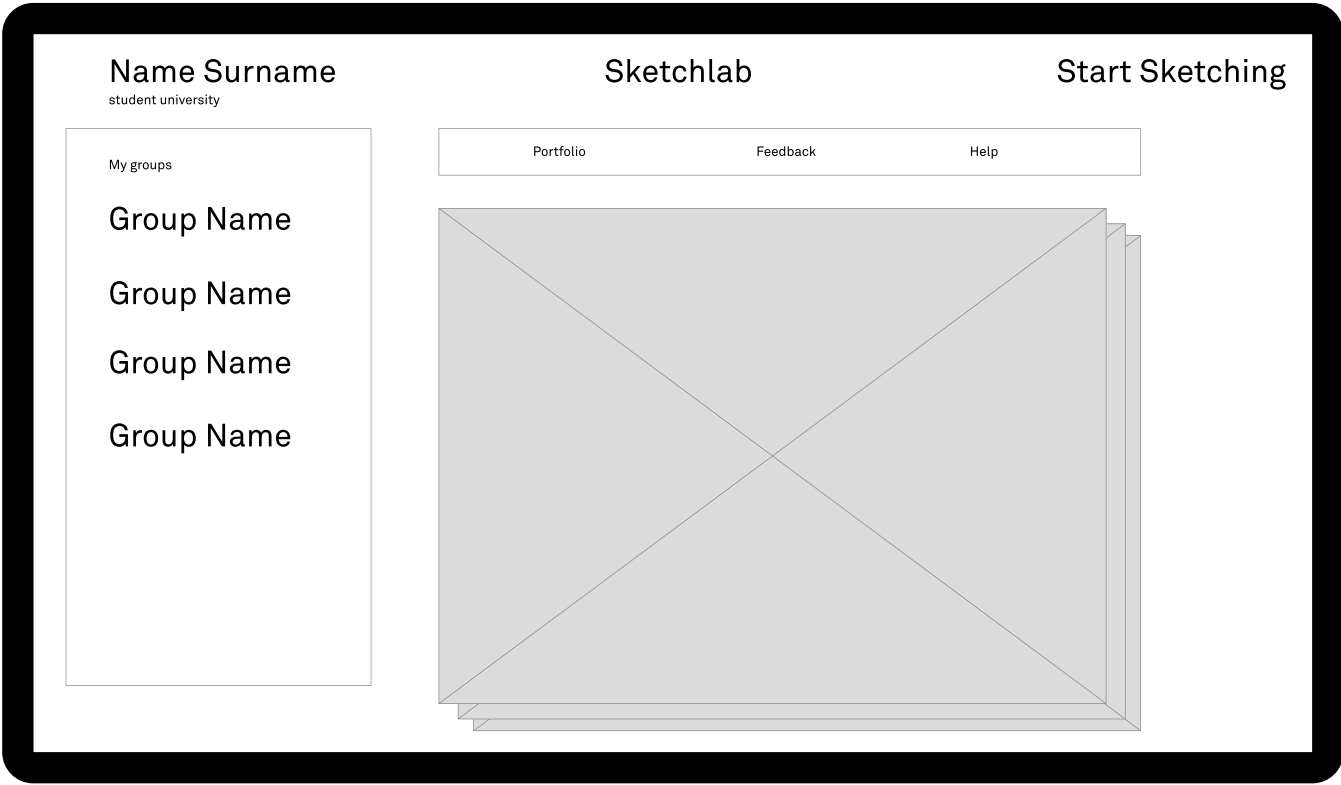 Name Surname
student university
Sketchlab
Start Sketching
My groups
Group Name
Group Name
Group Name
Group Name
Portfolio
Feedback
Help